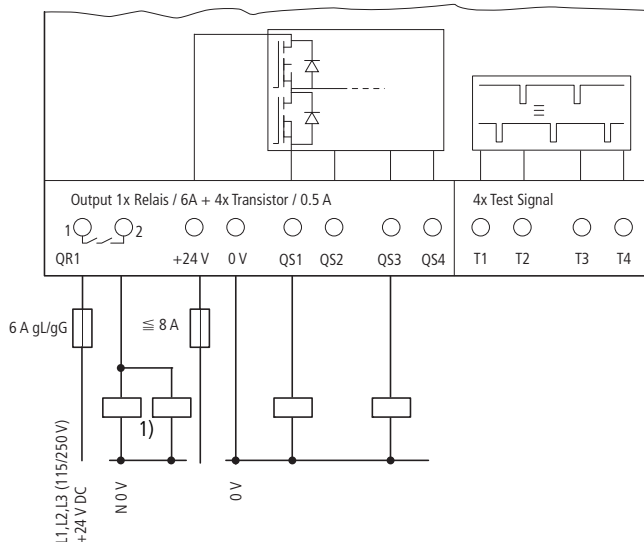 Output 1x Relais / 6A + 4x Transistor / 0.5 A
4x Test Signal
1
2
QR1
+24 V
0 V
QS1
QS2
QS3
QS4
T1
T2
T3
T4
6 A gL/gG
≦ 8 A
1)
L1,L2,L3 (115/250 V)
+24 V DC
N 0 V
0 V